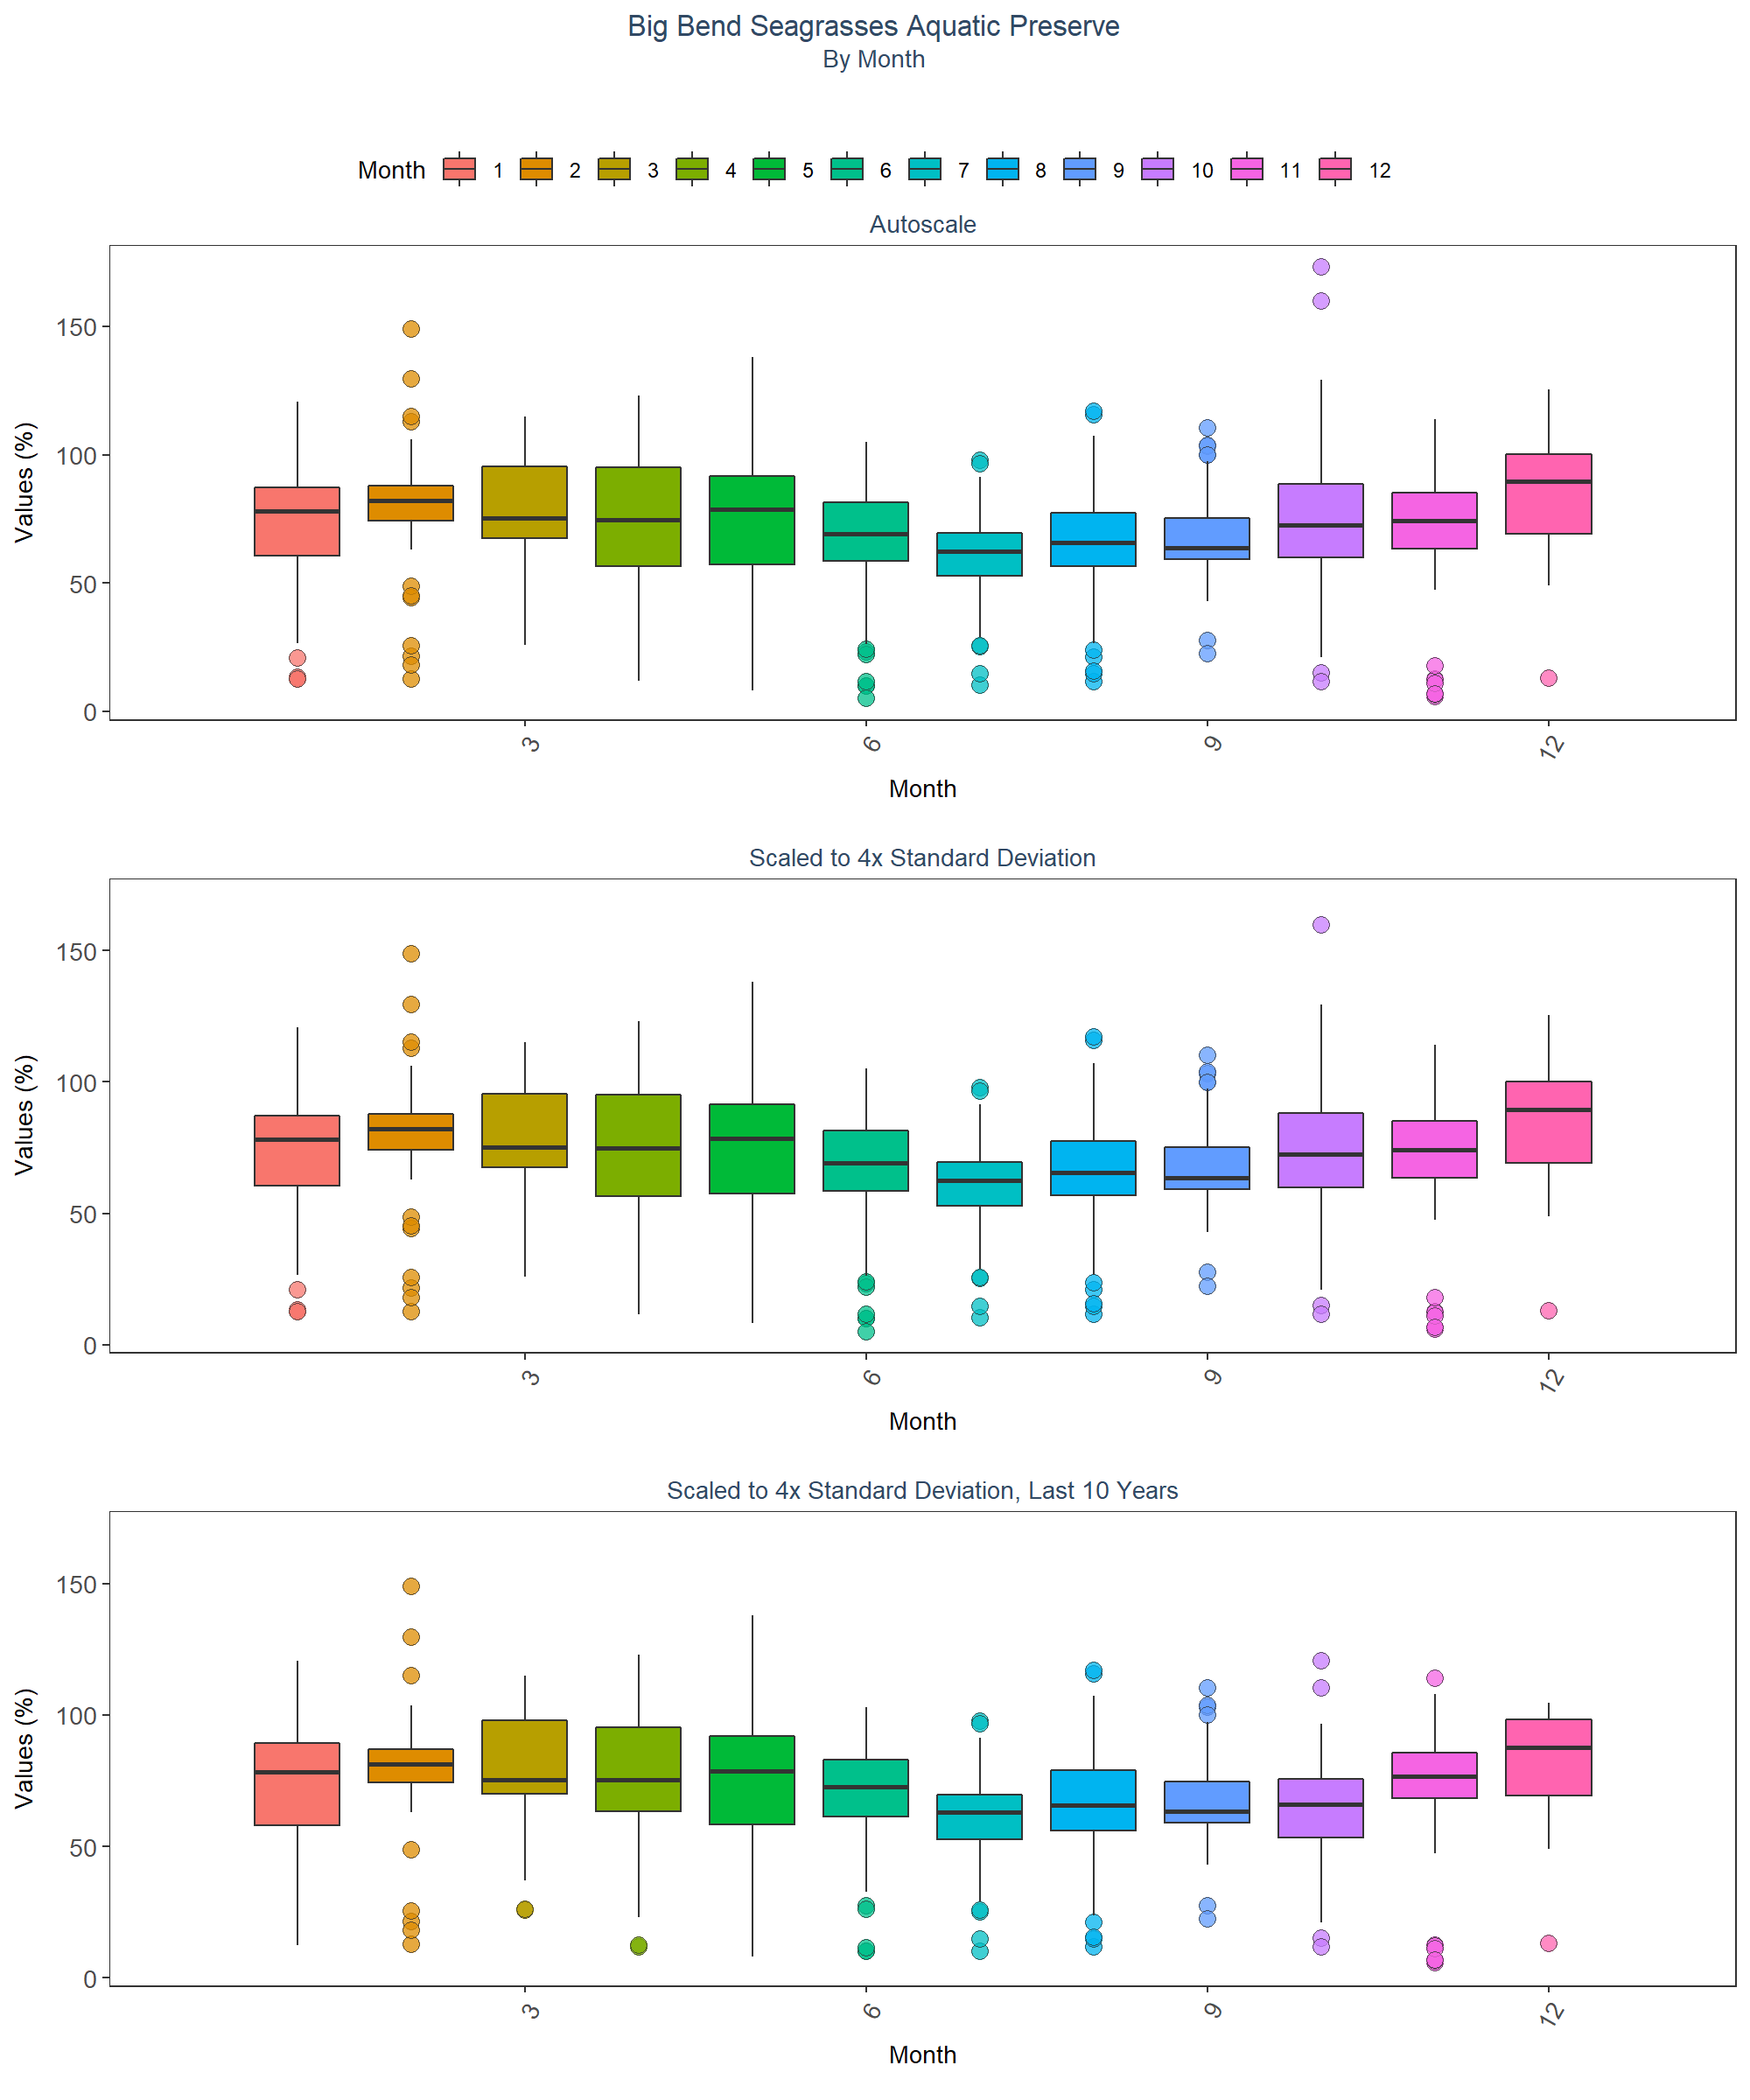 Big Bend Seagrasses Aquatic Preserve
By Month
Month 1 2 3 4 5 6 7 8 9 10 11 12
Autoscale
Values (%)
150
100
50
0
3 6 9 12
Month
Scaled to 4x Standard Deviation
Values (%)
150
100
50
0
3 6 9 12
Month
Scaled to 4x Standard Deviation, Last 10 Years
Values (%)
150
100
50
0
3 6 9 12
Month